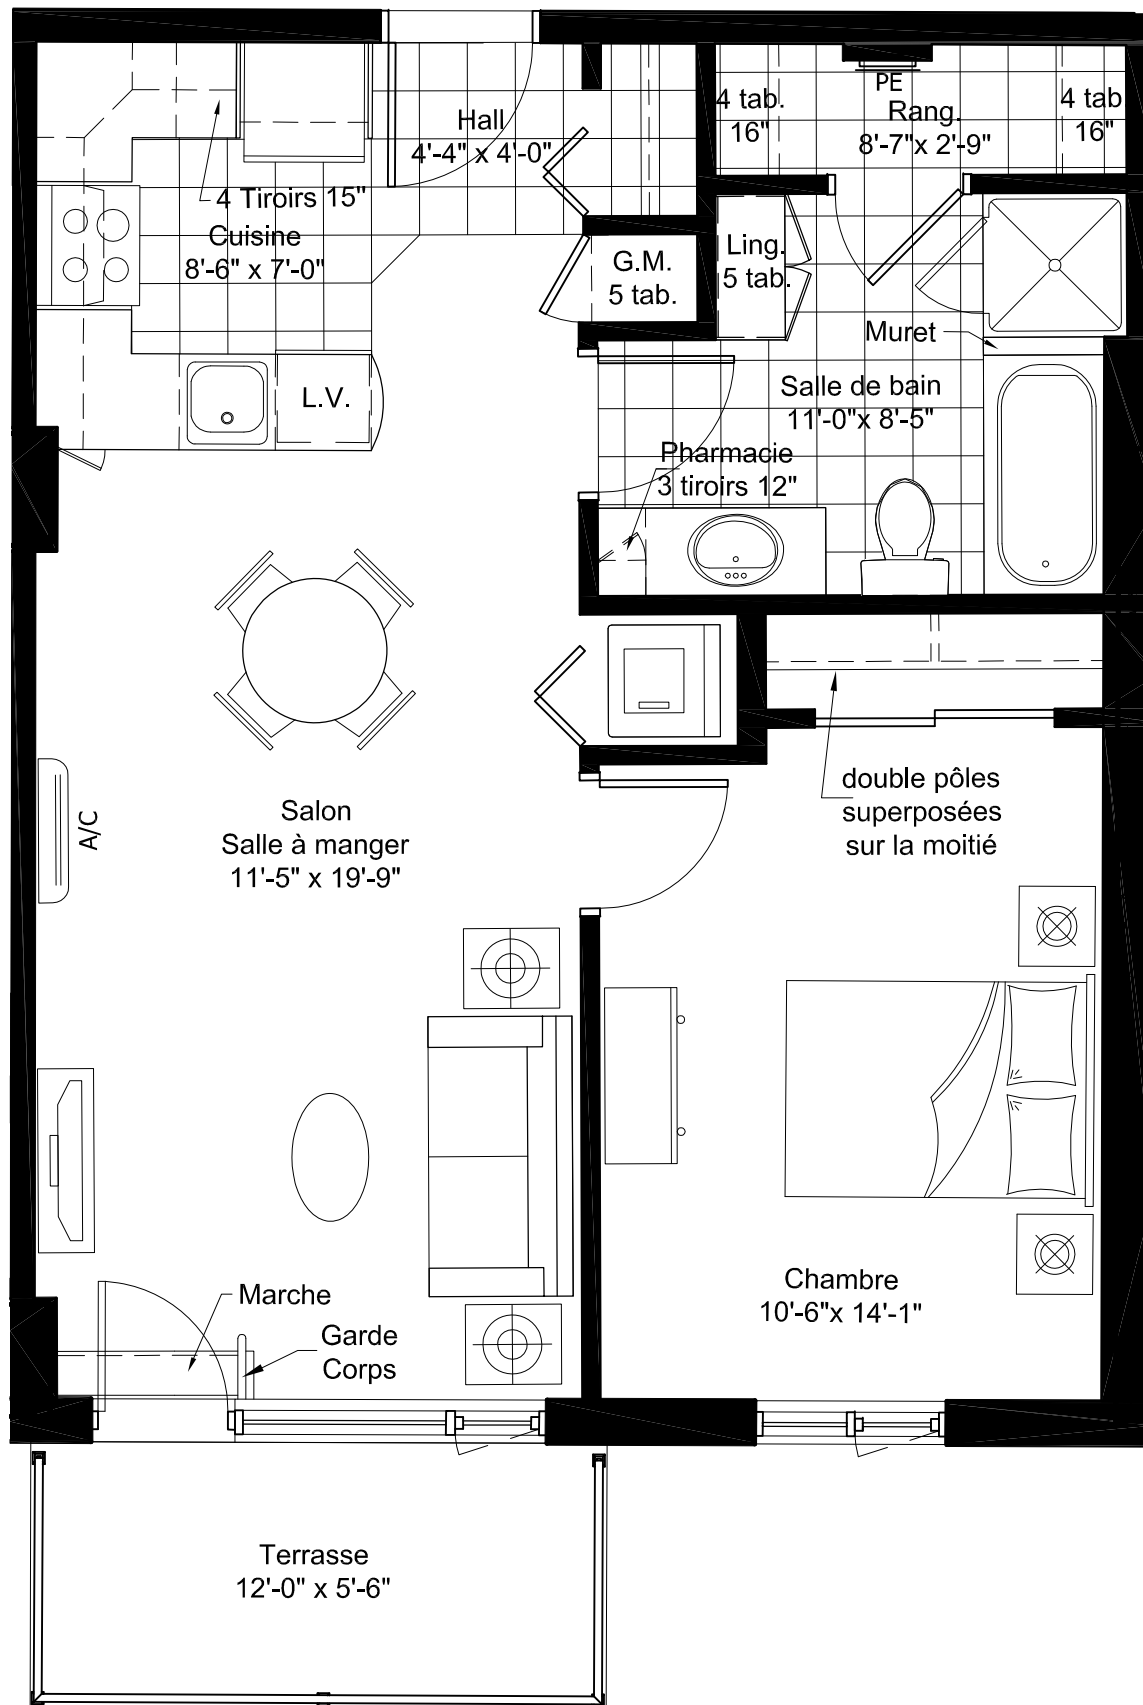 Hall
4'-4" x 4'-0"
PE
4 tab.
16"
Rang.
8'-7"x 2'-9"
4 tab
16"
4 Tiroirs 15"
Cuisine
8'-6" x 7'-0"
G.M.
5 tab.
Ling.
5 tab.
Muret
L.V.
Salle de bain
11'-0"x 8'-5"
Pharmacie
3 tiroirs 12"
double pôles
superposées
sur la moitié
A/C
Salon
Salle à manger
11'-5" x 19'-9"
Chambre
10'-6"x 14'-1"
Marche
Garde
Corps
Terrasse
12'-0" x 5'-6"